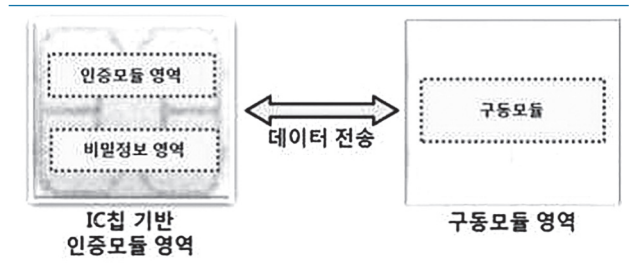 인증모듈 영역
비밀정보 영역
IC칩 기반
인증모듈 영역
데이터 전송
구동모듈
구동모듈 영역